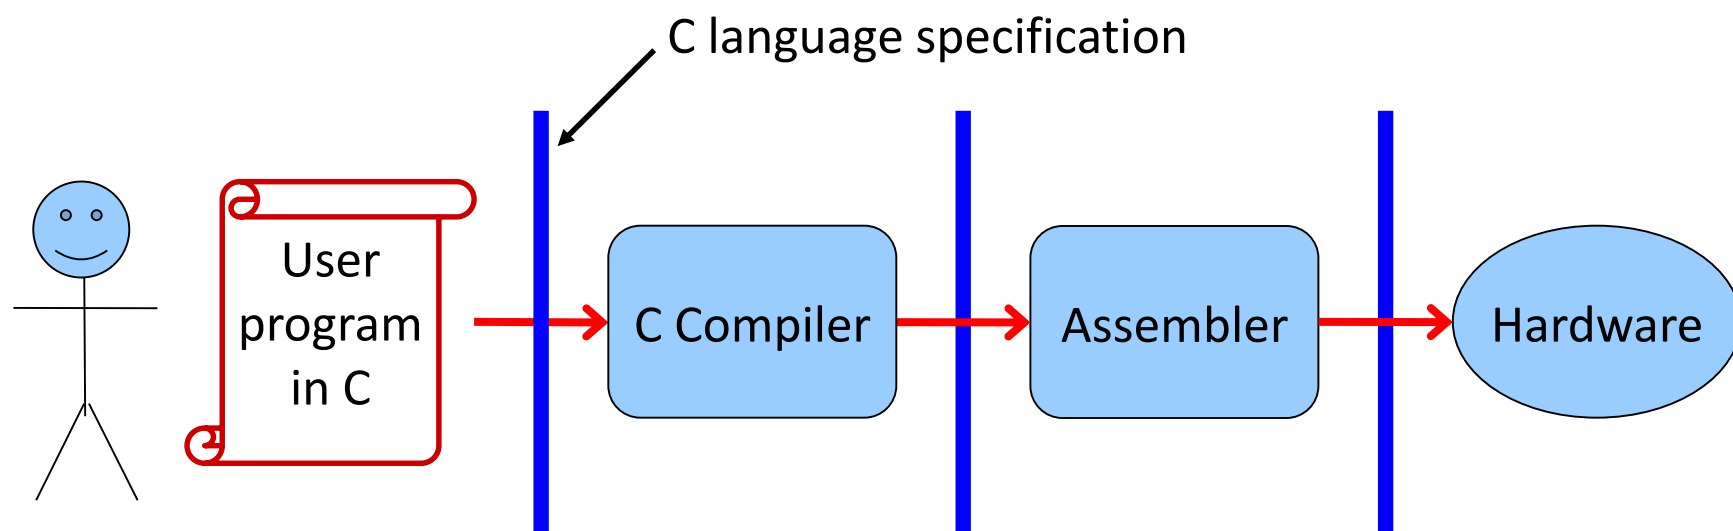 C language specification
User
program
in C
C Compiler
Assembler
Hardware